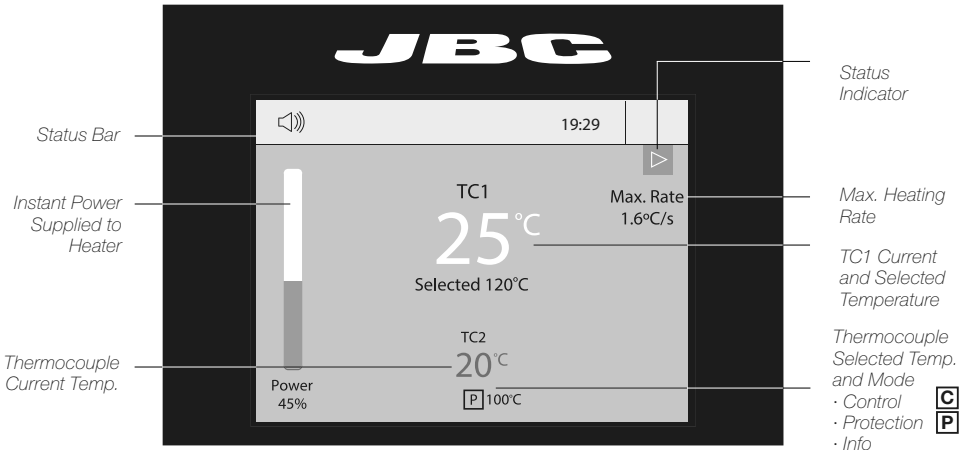 JBC
Status
Indicator
19:29
Status Bar
TC1
Max. Rate
1.6ºC/s
25°C
Selected 120°C
Instant Power
Supplied to
Heater
Max. Heating
Rate
TC1 Current
and Selected
Temperature
TC2
20°C
P 100°C
Power
45%
Thermocouple
Current Temp.
Thermocouple
Selected Temp.
and Mode
· Control C
· Protection P
· Info